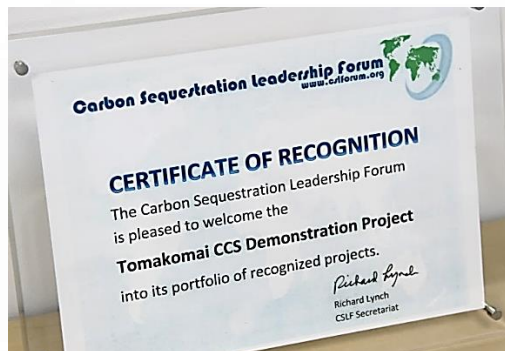 Carbon Sequestration Leadership Forum
www.cslforum.org
CERTIFICATE OF RECOGNITION
The Carbon Sequestration Leadership Forum
is pleased to welcome the
Tomakomai CCS Demonstration Project
into its portfolio of recognized projects.
Richard Lynch
Richard Lynch
CSLF Secretariat